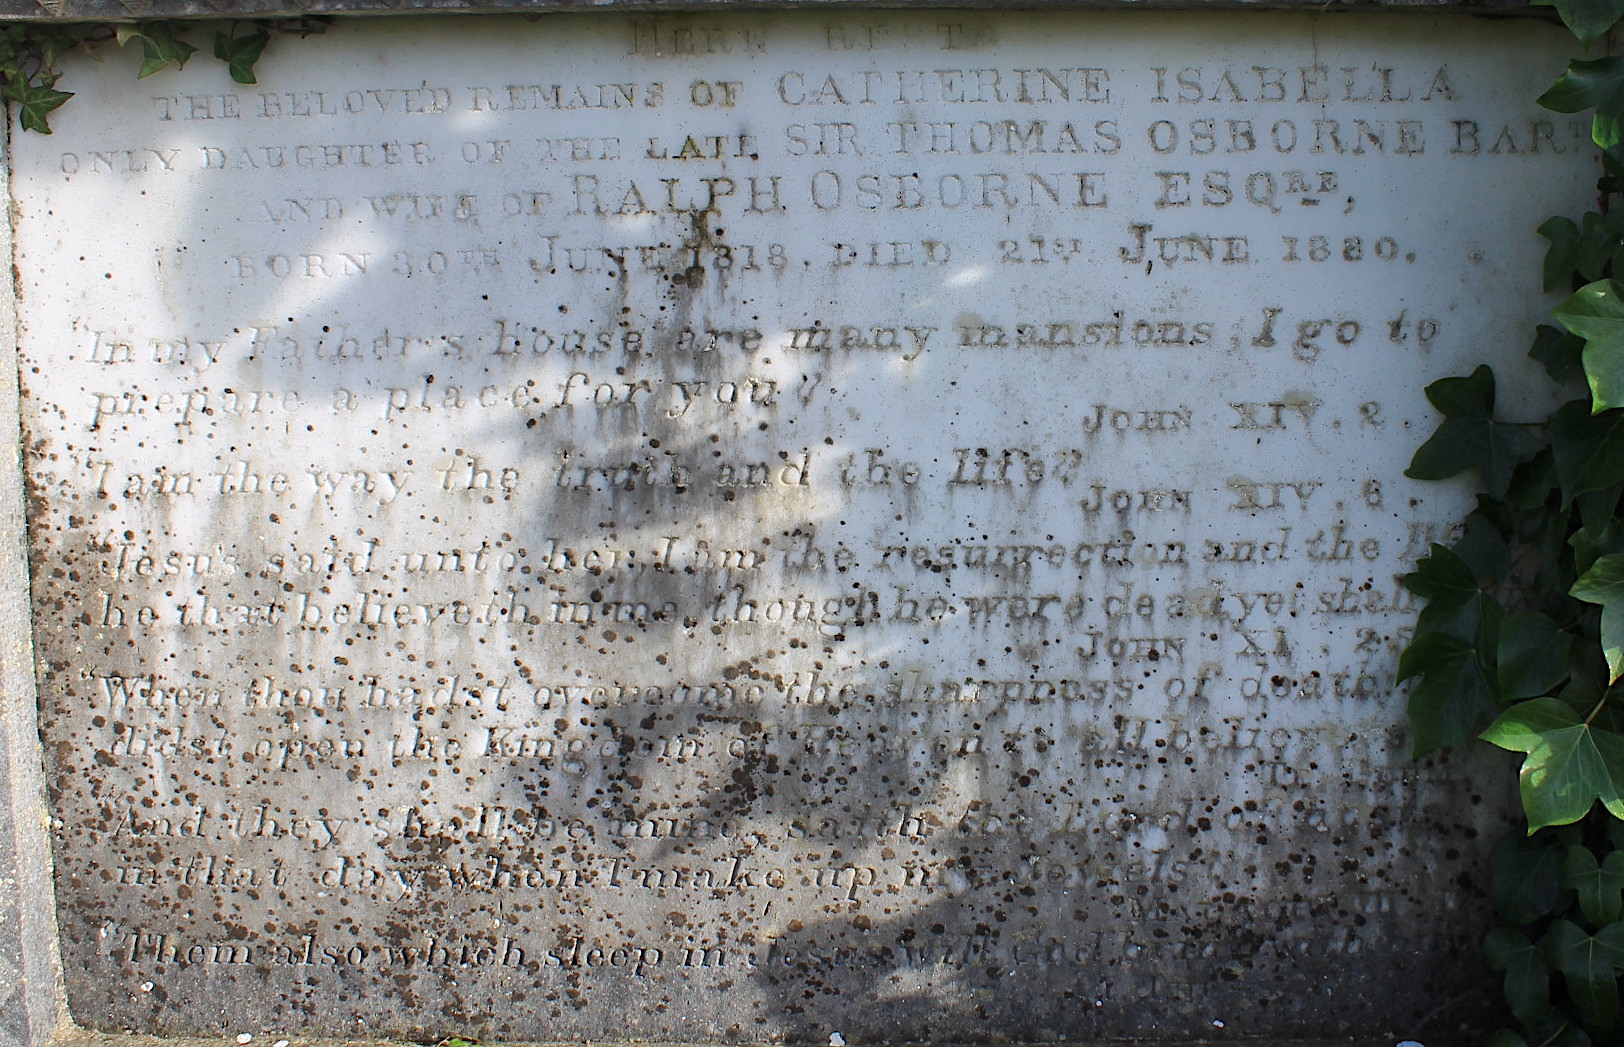 HERE REST
THE BELOVED REMAINS OF CATHERINE ISABELLA
ONLY DAUGHTER OF THE LATE SIR THOMAS OSBORNE BART
AND WIFE OF RALPH OSBORNE ESQRE,
BORN 30TH JUNE 1818. DIED 21ST JUNE 1880.
"In my Father's house are many mansions; I go to
prepare a place for you"
JOHN XIV. 2.
"I am the way the truth and the life"
JOHN XIV. 6.
"Jesus said unto her, I am the resurrection and the
he that believeth in me, though he were dead yet shall
JOHN XI. 25
"When thou hadst overcome the sharpness of death
didst open the Kingdom of Heaven to all believers"
And they shall be mine, saith the Lord of
in that day when I make up my Jewels"
"Them also which sleep in Jesus will God bring